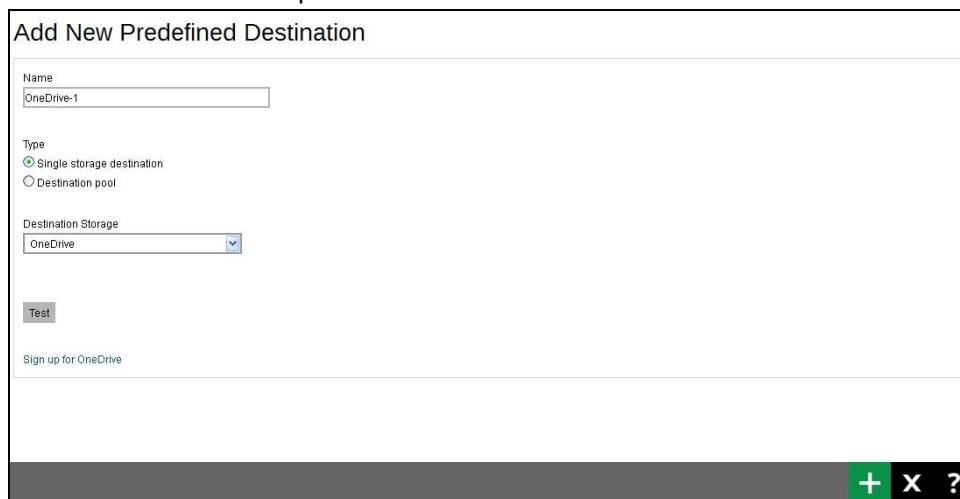 Add New Predefined Destination
Name
OneDrive-1
Type
Single storage destination
Destination pool
Destination Storage
OneDrive
Test
Sign up for OneDrive
+ X ?